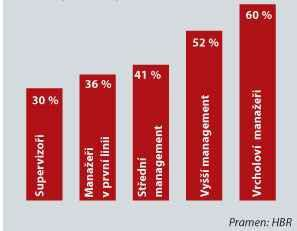 30 %
36 %
41 %
52 %
60 %
Supervizoři
Manažeři
v první linii
Střední
management
Vyšší management
Vrcholoví manažeři
Pramen: HBR